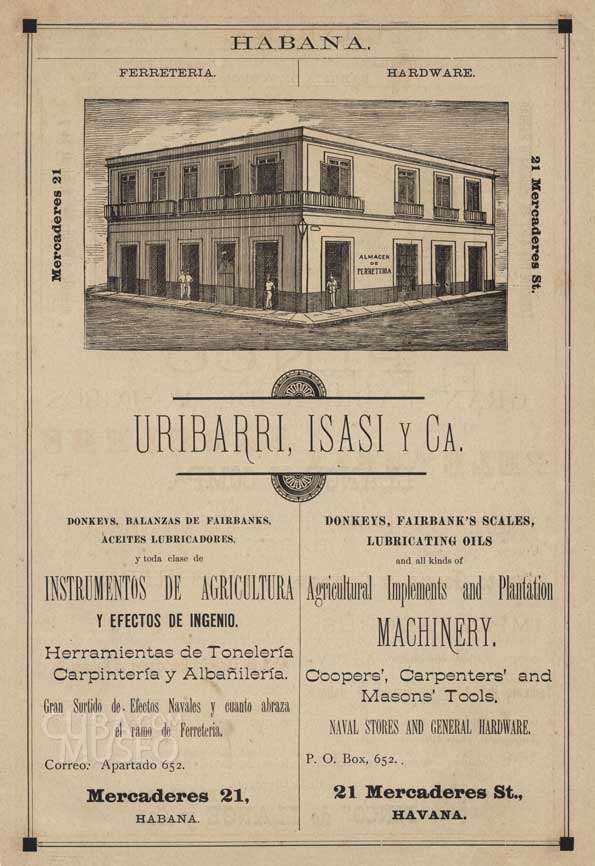 HABANA.
FERRETERIA.
HARDWARE.
Mercaderes 21
21 Mercaderes St.
ALMACEN
DE
FERRETERIA
URIBARRI, ISASI Y CA.
DONKEYS, BALANZAS DE FAIRBANKS,
ACEITES LUBRICADORES,
y toda clase de
INSTRUMENTOS DE AGRICULTURA
Y EFECTOS DE INGENIO.
Herramientas de Tonelería
Carpintería y Albañilería.
Gran Surtido de Efectos Navales y cuanto abraza
el ramo de Ferreteria.
Correo: Apartado 652.
Mercaderes 21,
HABANA.
DONKEYS, FAIRBANK'S SCALES,
LUBRICATING OILS
and all kinds of
Agricultural Implements and Plantation
MACHINERY.
Coopers', Carpenters' and
Masons' Tools.
NAVAL STORES AND GENERAL HARDWARE.
P. O. Box, 652.
21 Mercaderes St.,
HAVANA.
CUBA
MUSEO